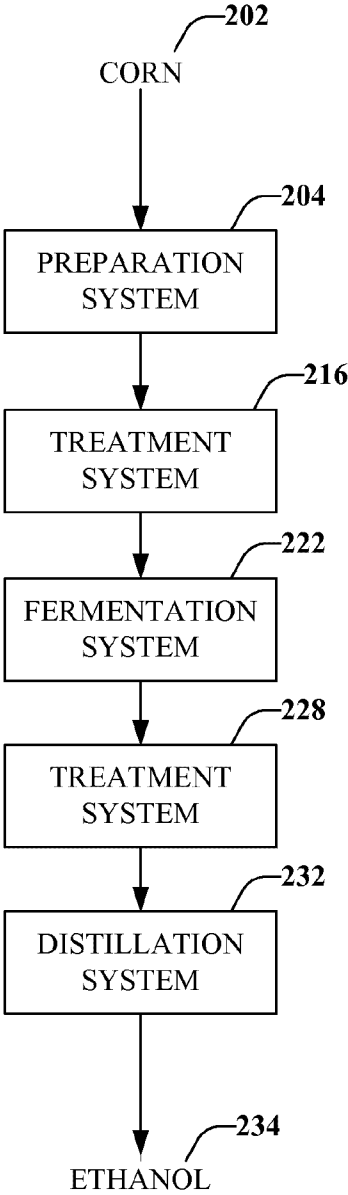 202
CORN
204
PREPARATION
SYSTEM
216
TREATMENT
SYSTEM
222
FERMENTATION
SYSTEM
228
TREATMENT
SYSTEM
232
DISTILLATION
SYSTEM
234
ETHANOL